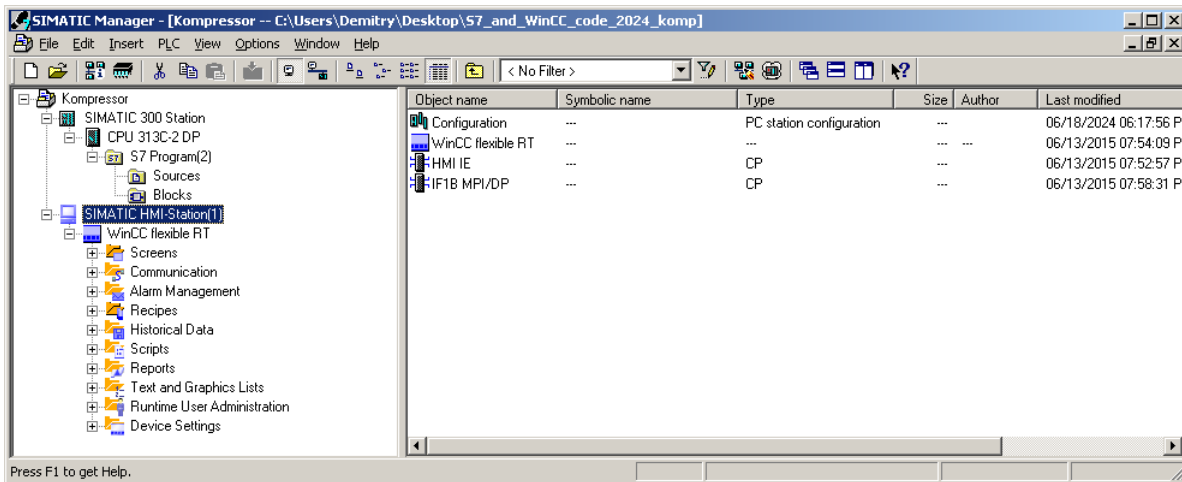 SIMATIC Manager - [Kompressor -- C:\Users\Demitry\Desktop\S7_and_WinCC_code_2024_komp]
File Edit Insert PLC View Options Window Help
< No Filter >
Kompressor
SIMATIC 300 Station
CPU 313C-2 DP
S7 Program(2)
Sources
Blocks
SIMATIC HMI-Station(1)
WinCC flexible RT
Screens
Communication
Alarm Management
Recipes
Historical Data
Scripts
Reports
Text and Graphics Lists
Runtime User Administration
Device Settings
Object name Symbolic name Type Size Author Last modified
Configuration --- PC station configuration --- 06/18/2024 06:17:56 P
WinCC flexible RT --- --- --- --- 06/13/2015 07:54:09 P
HMI IE --- CP --- 06/13/2015 07:52:57 P
IF1B MPI/DP --- CP --- 06/13/2015 07:58:31 P
Press F1 to get Help.